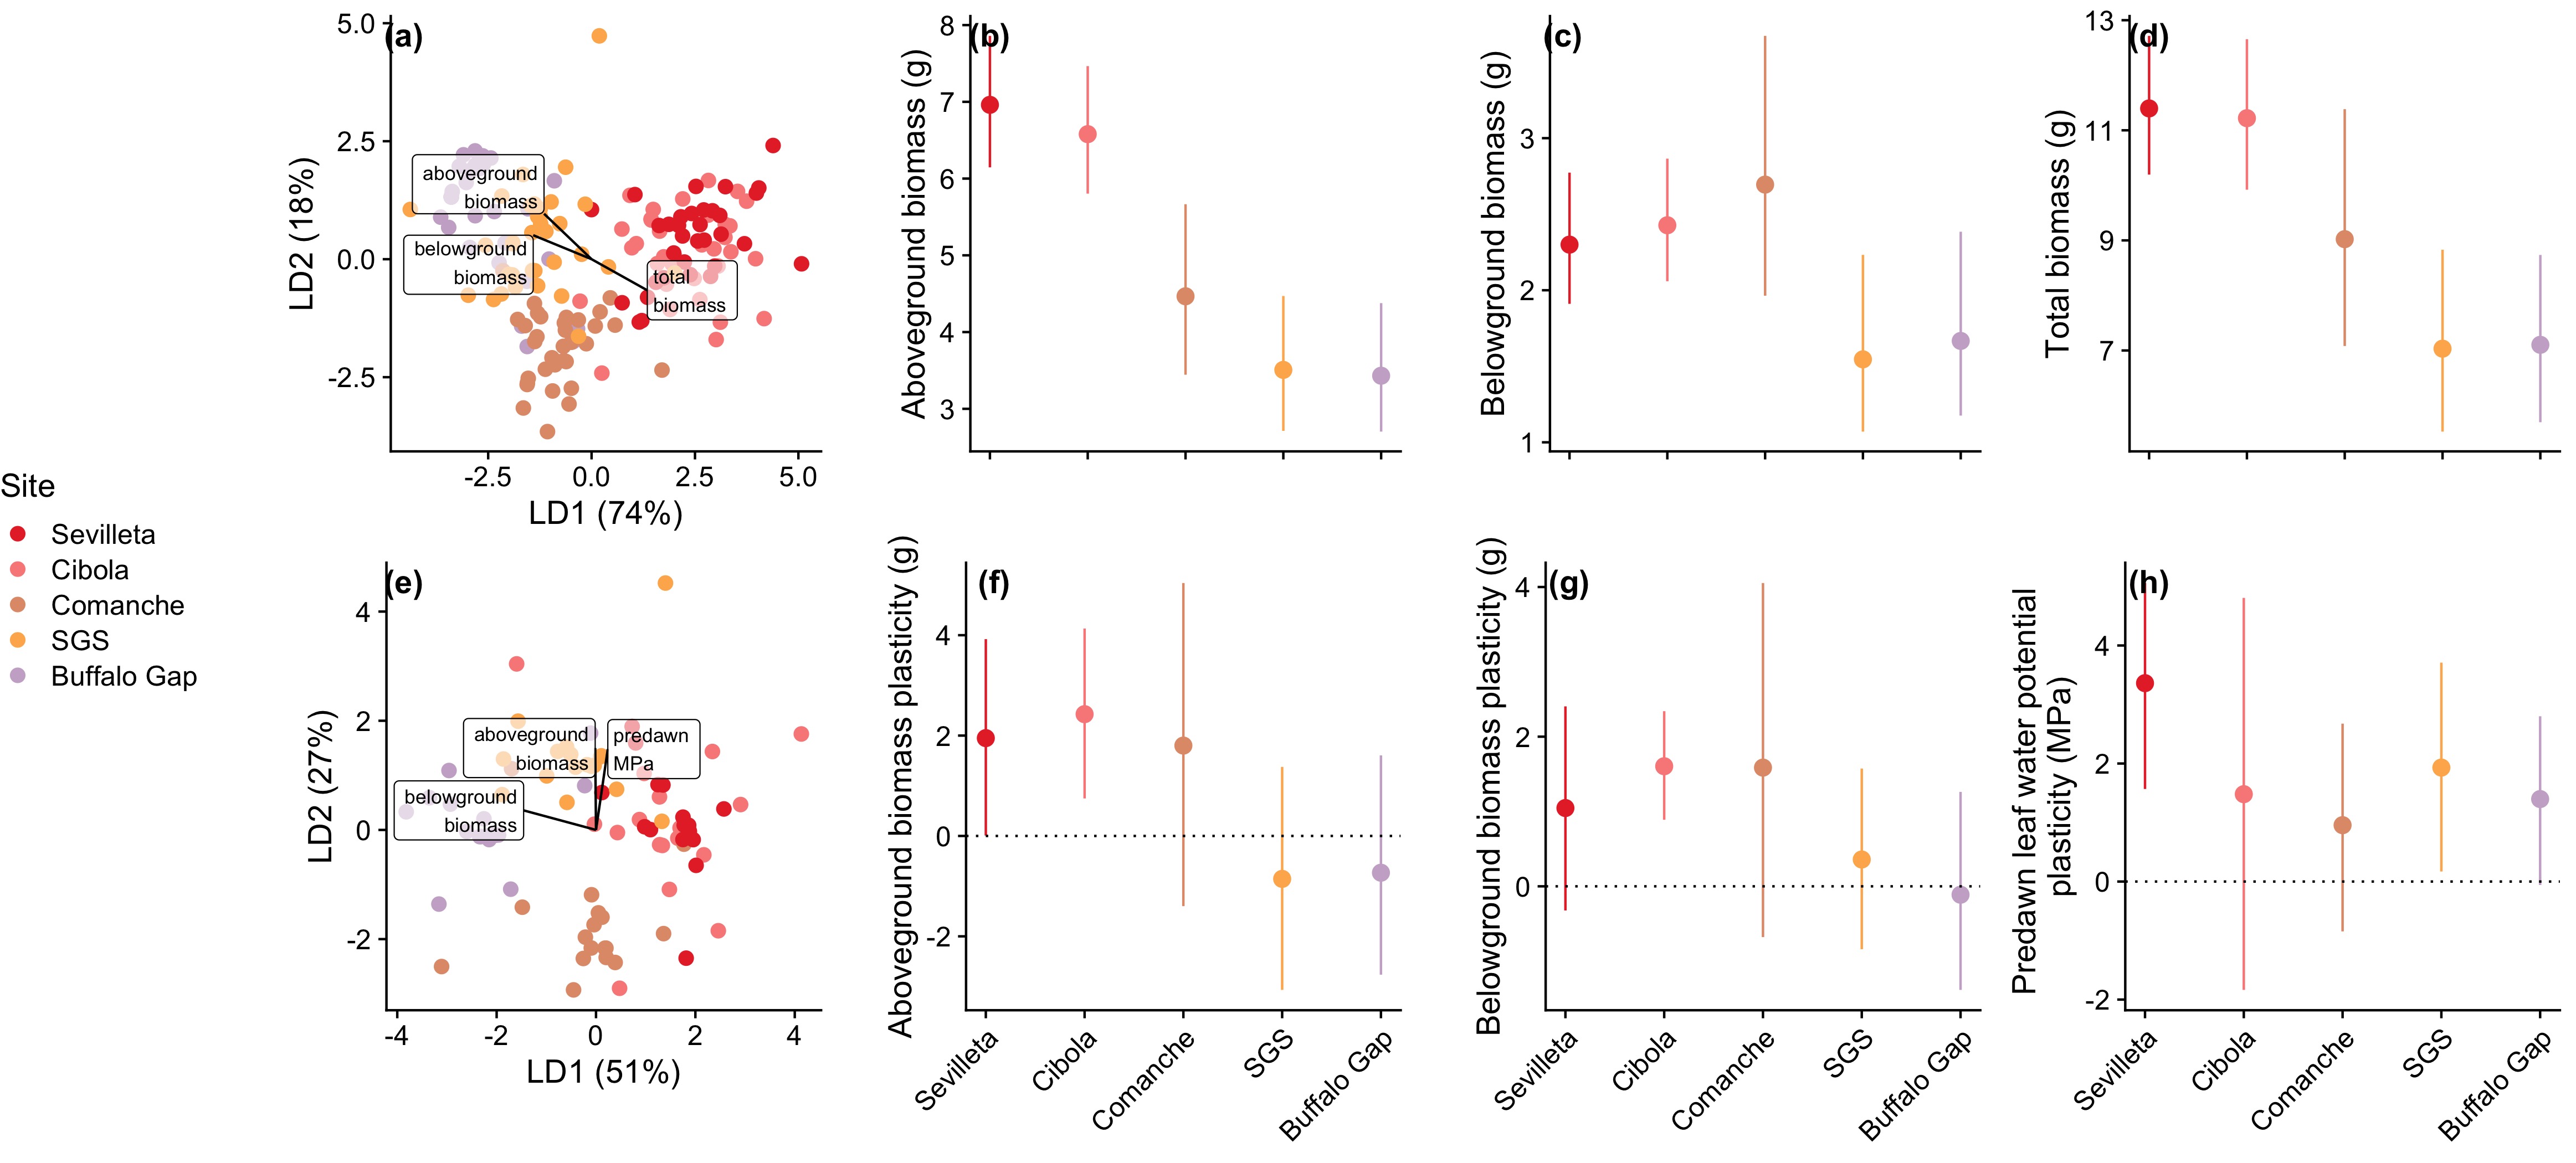 (a)
5.0
2.5
0.0
-2.5
LD2 (18%)
aboveground
biomass
belowground
biomass
total
biomass
-2.5 0.0 2.5 5.0
LD1 (74%)
(b)
8
7
6
5
4
3
Aboveground biomass (g)
(c)
3
2
1
Belowground biomass (g)
(d)
13
11
9
7
Total biomass (g)
Site
Sevilleta
Cibola
Comanche
SGS
Buffalo Gap
(e)
4
2
0
-2
LD2 (27%)
aboveground
biomass
predawn
MPa
belowground
biomass
-4 -2 0 2 4
LD1 (51%)
(f)
4
2
0
-2
Aboveground biomass plasticity (g)
Sevilleta
Cibola
Comanche
SGS
Buffalo Gap
(g)
4
2
0
Belowground biomass plasticity (g)
Sevilleta
Cibola
Comanche
SGS
Buffalo Gap
(h)
4
2
0
-2
Predawn leaf water potential
plasticity (MPa)
Sevilleta
Cibola
Comanche
SGS
Buffalo Gap